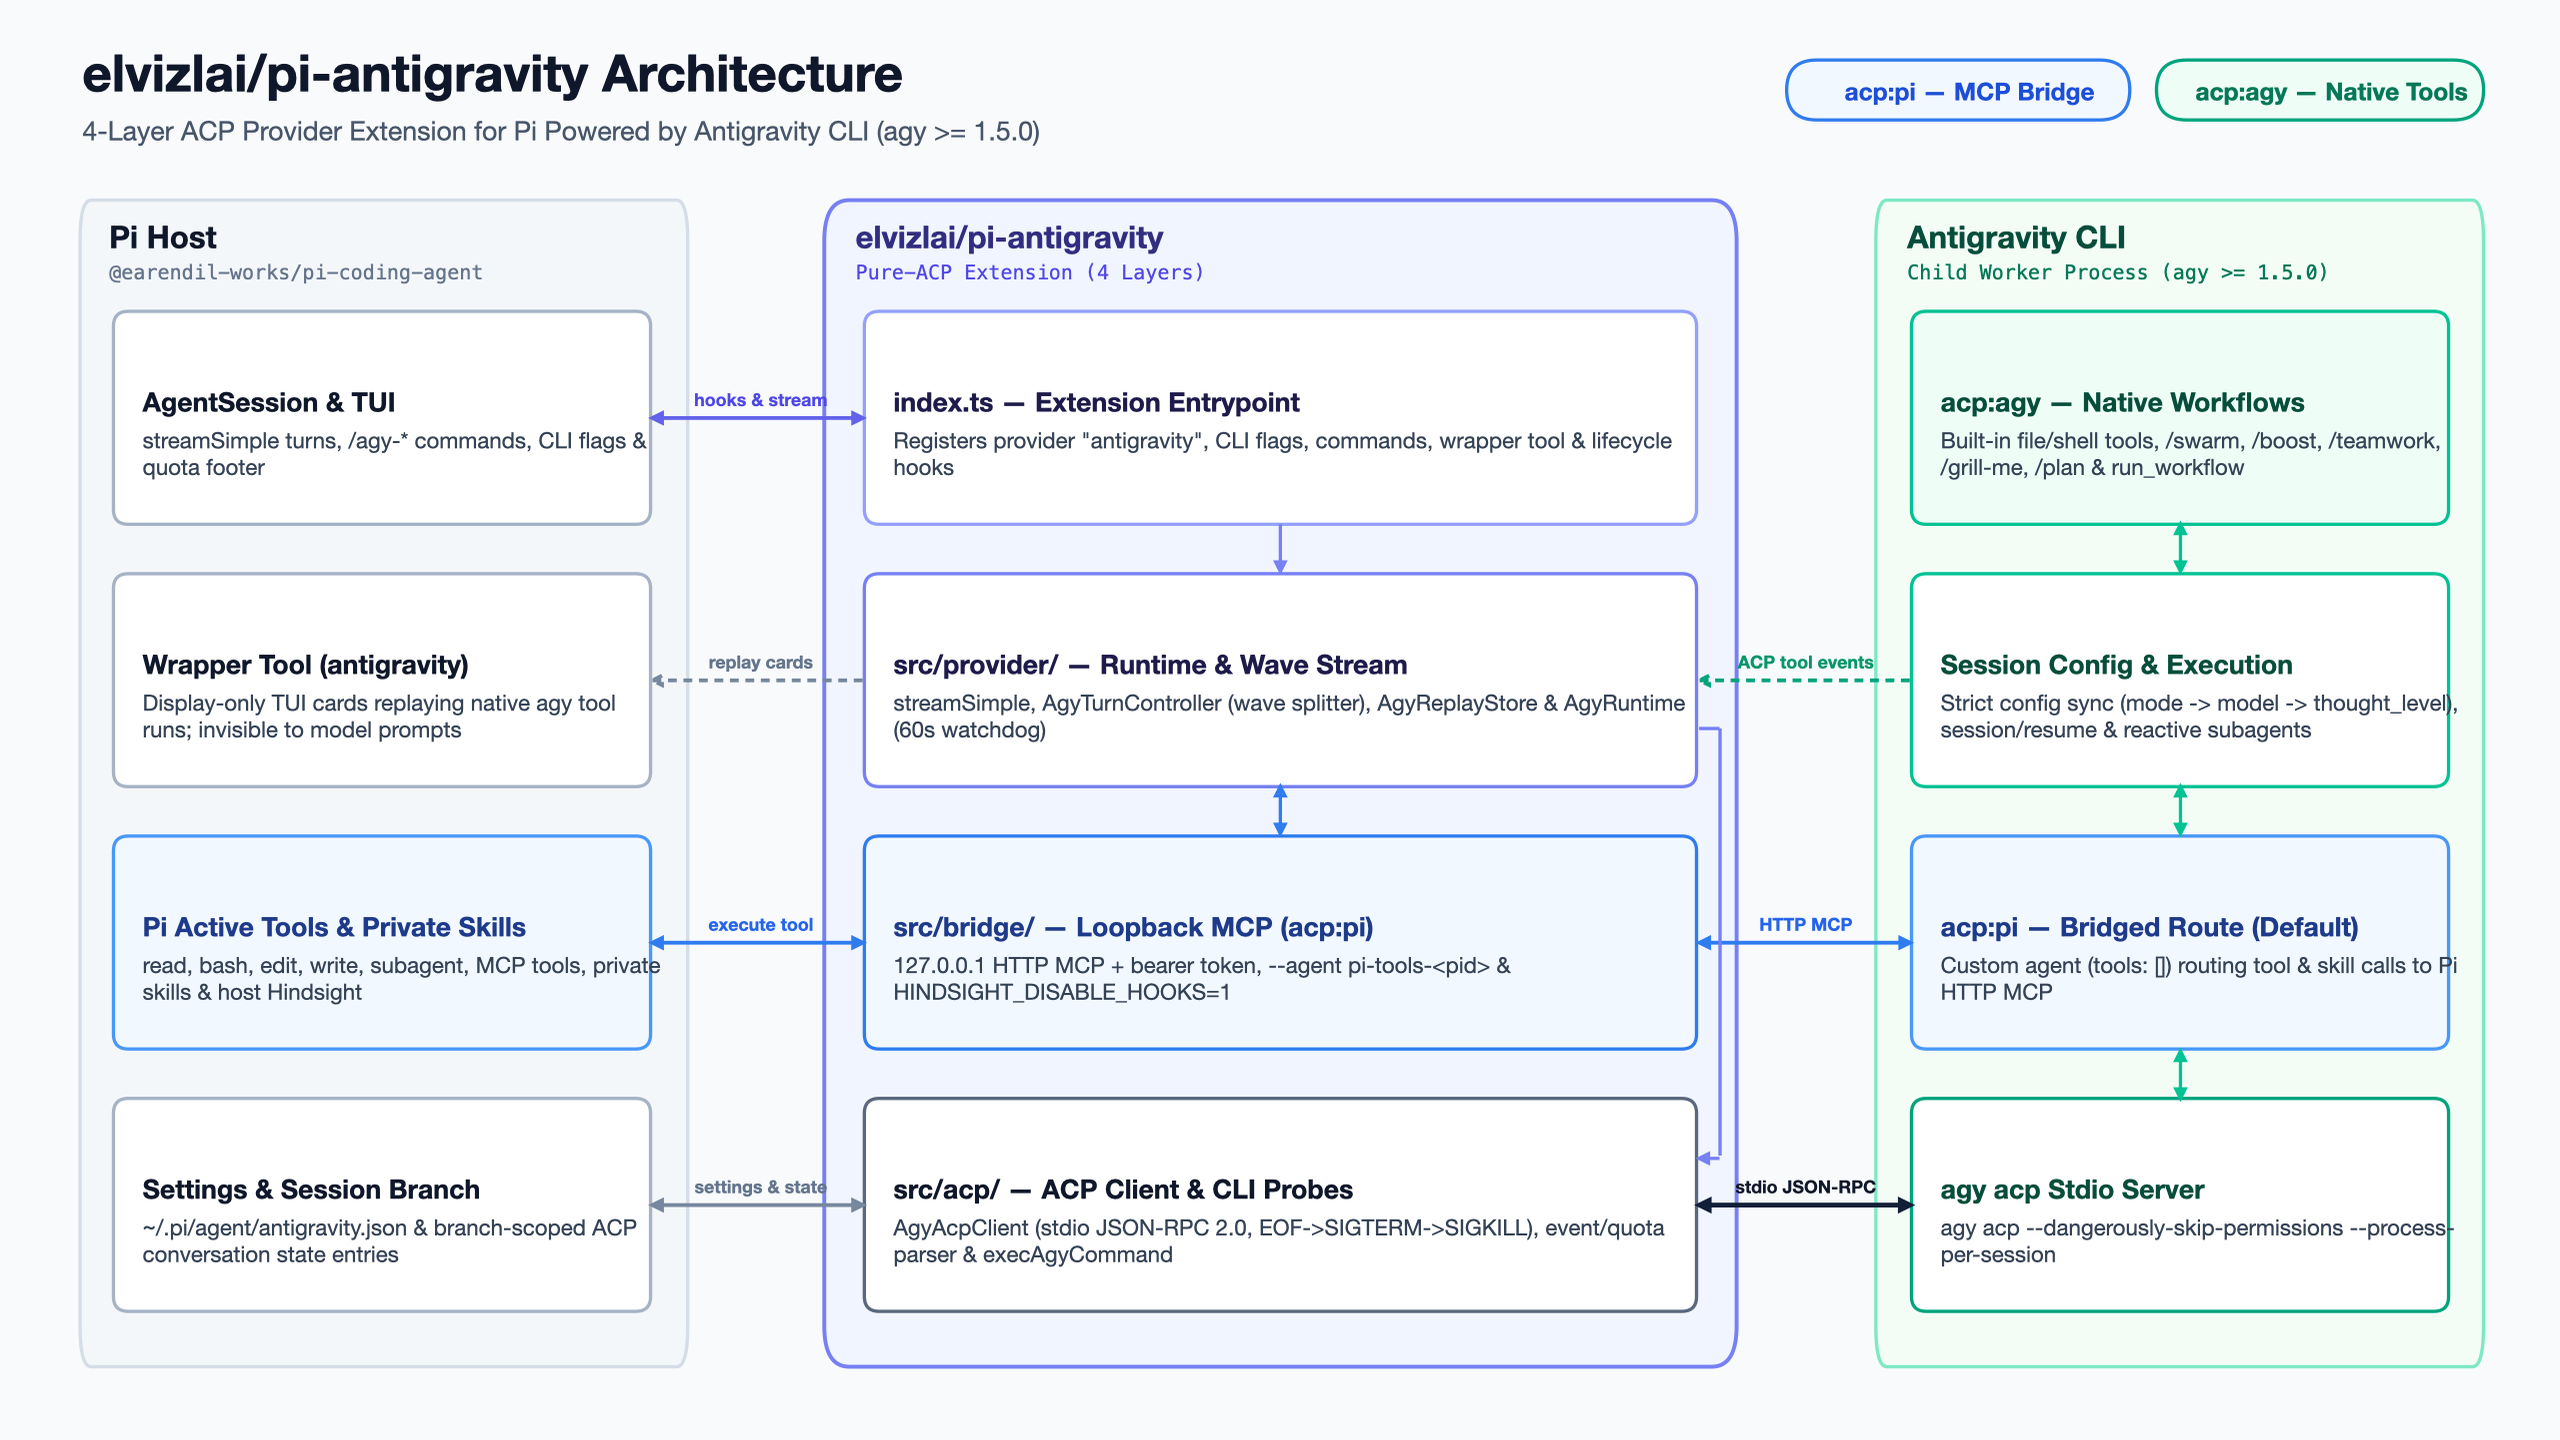 elvizlai/pi-antigravity Architecture
4-Layer ACP Provider Extension for Pi Powered by Antigravity CLI (agy >= 1.5.0)
acp:pi — MCP Bridge
acp:agy — Native Tools
Pi Host
@earendil-works/pi-coding-agent
AgentSession & TUI
streamSimple turns, /agy-* commands, CLI flags &
quota footer
Wrapper Tool (antigravity)
Display-only TUI cards replaying native agy tool
runs; invisible to model prompts
Pi Active Tools & Private Skills
read, bash, edit, write, subagent, MCP tools, private
skills & host Hindsight
Settings & Session Branch
~/.pi/agent/antigravity.json & branch-scoped ACP
conversation state entries
hooks & stream
replay cards
execute tool
settings & state
elvizlai/pi-antigravity
Pure-ACP Extension (4 Layers)
index.ts — Extension Entrypoint
Registers provider "antigravity", CLI flags, commands, wrapper tool & lifecycle
hooks
src/provider/ — Runtime & Wave Stream
streamSimple, AgyTurnController (wave splitter), AgyReplayStore & AgyRuntime
(60s watchdog)
src/bridge/ — Loopback MCP (acp:pi)
127.0.0.1 HTTP MCP + bearer token, --agent pi-tools-<pid> &
HINDSIGHT_DISABLE_HOOKS=1
src/acp/ — ACP Client & CLI Probes
AgyAcpClient (stdio JSON-RPC 2.0, EOF->SIGTERM->SIGKILL), event/quota
parser & execAgyCommand
ACP tool events
HTTP MCP
stdio JSON-RPC
Antigravity CLI
Child Worker Process (agy >= 1.5.0)
acp:agy — Native Workflows
Built-in file/shell tools, /swarm, /boost, /teamwork,
/grill-me, /plan & run_workflow
Session Config & Execution
Strict config sync (mode -> model -> thought_level),
session/resume & reactive subagents
acp:pi — Bridged Route (Default)
Custom agent (tools: []) routing tool & skill calls to Pi
HTTP MCP
agy acp Stdio Server
agy acp --dangerously-skip-permissions --process-
per-session